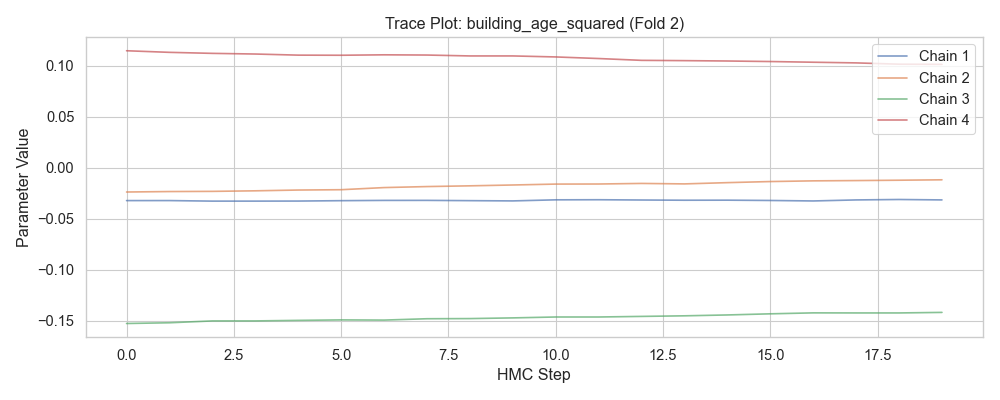 Trace Plot: building_age_squared (Fold 2)
Parameter Value
0.10
0.05
0.00
−0.05
−0.10
−0.15
Chain 1
Chain 2
Chain 3
Chain 4
0.0 2.5 5.0 7.5 10.0 12.5 15.0 17.5
HMC Step